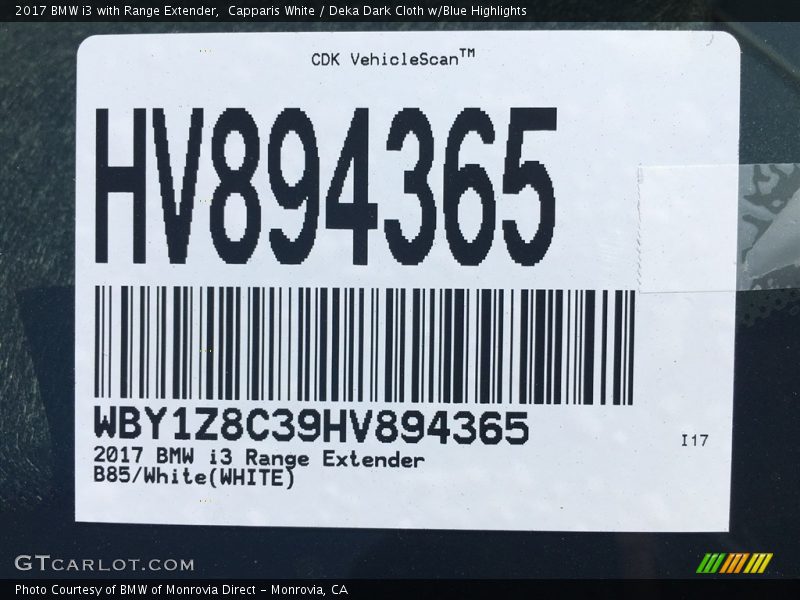 2017 BMW i3 with Range Extender,  Capparis White / Deka Dark Cloth w/Blue Highlights
CDK VehicleScan™
HV894365
WBY1Z8C39HV894365
I17
2017 BMW i3 Range Extender
B85/White(WHITE)
GTCARLOT.COM
Photo Courtesy of BMW of Monrovia Direct - Monrovia, CA